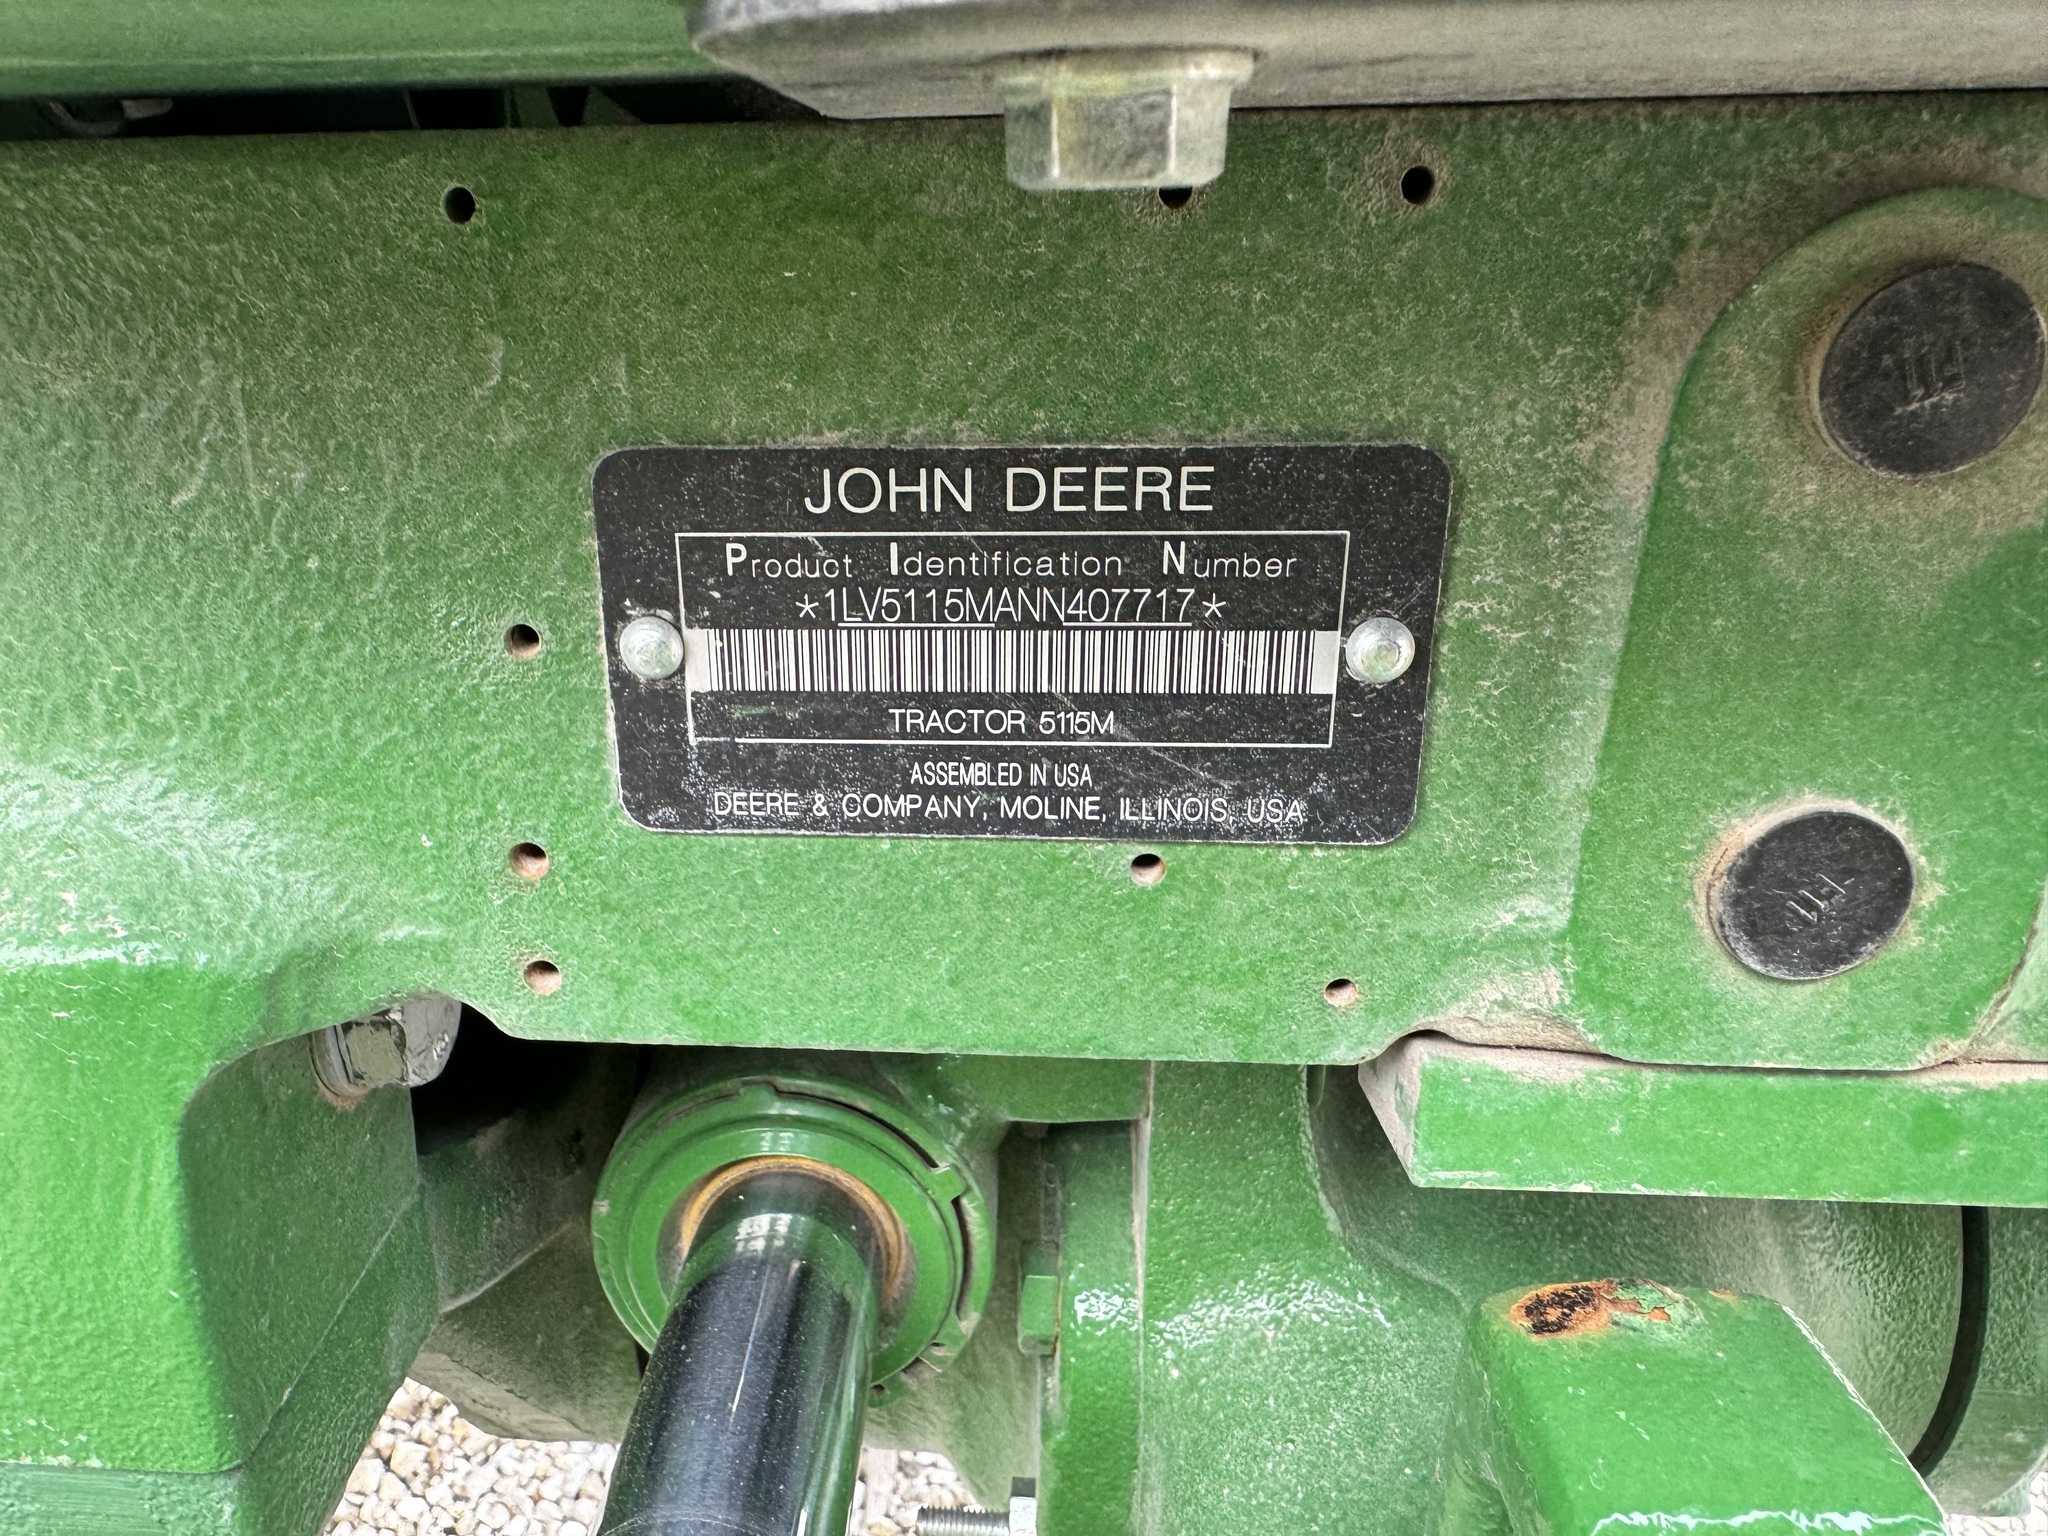 JOHN DEERE
Product Identification Number
*1LV5115MANN407717*
TRACTOR 5115M
ASSEMBLED IN USA
DEERE & COMPANY, MOLINE, ILLINOIS, USA